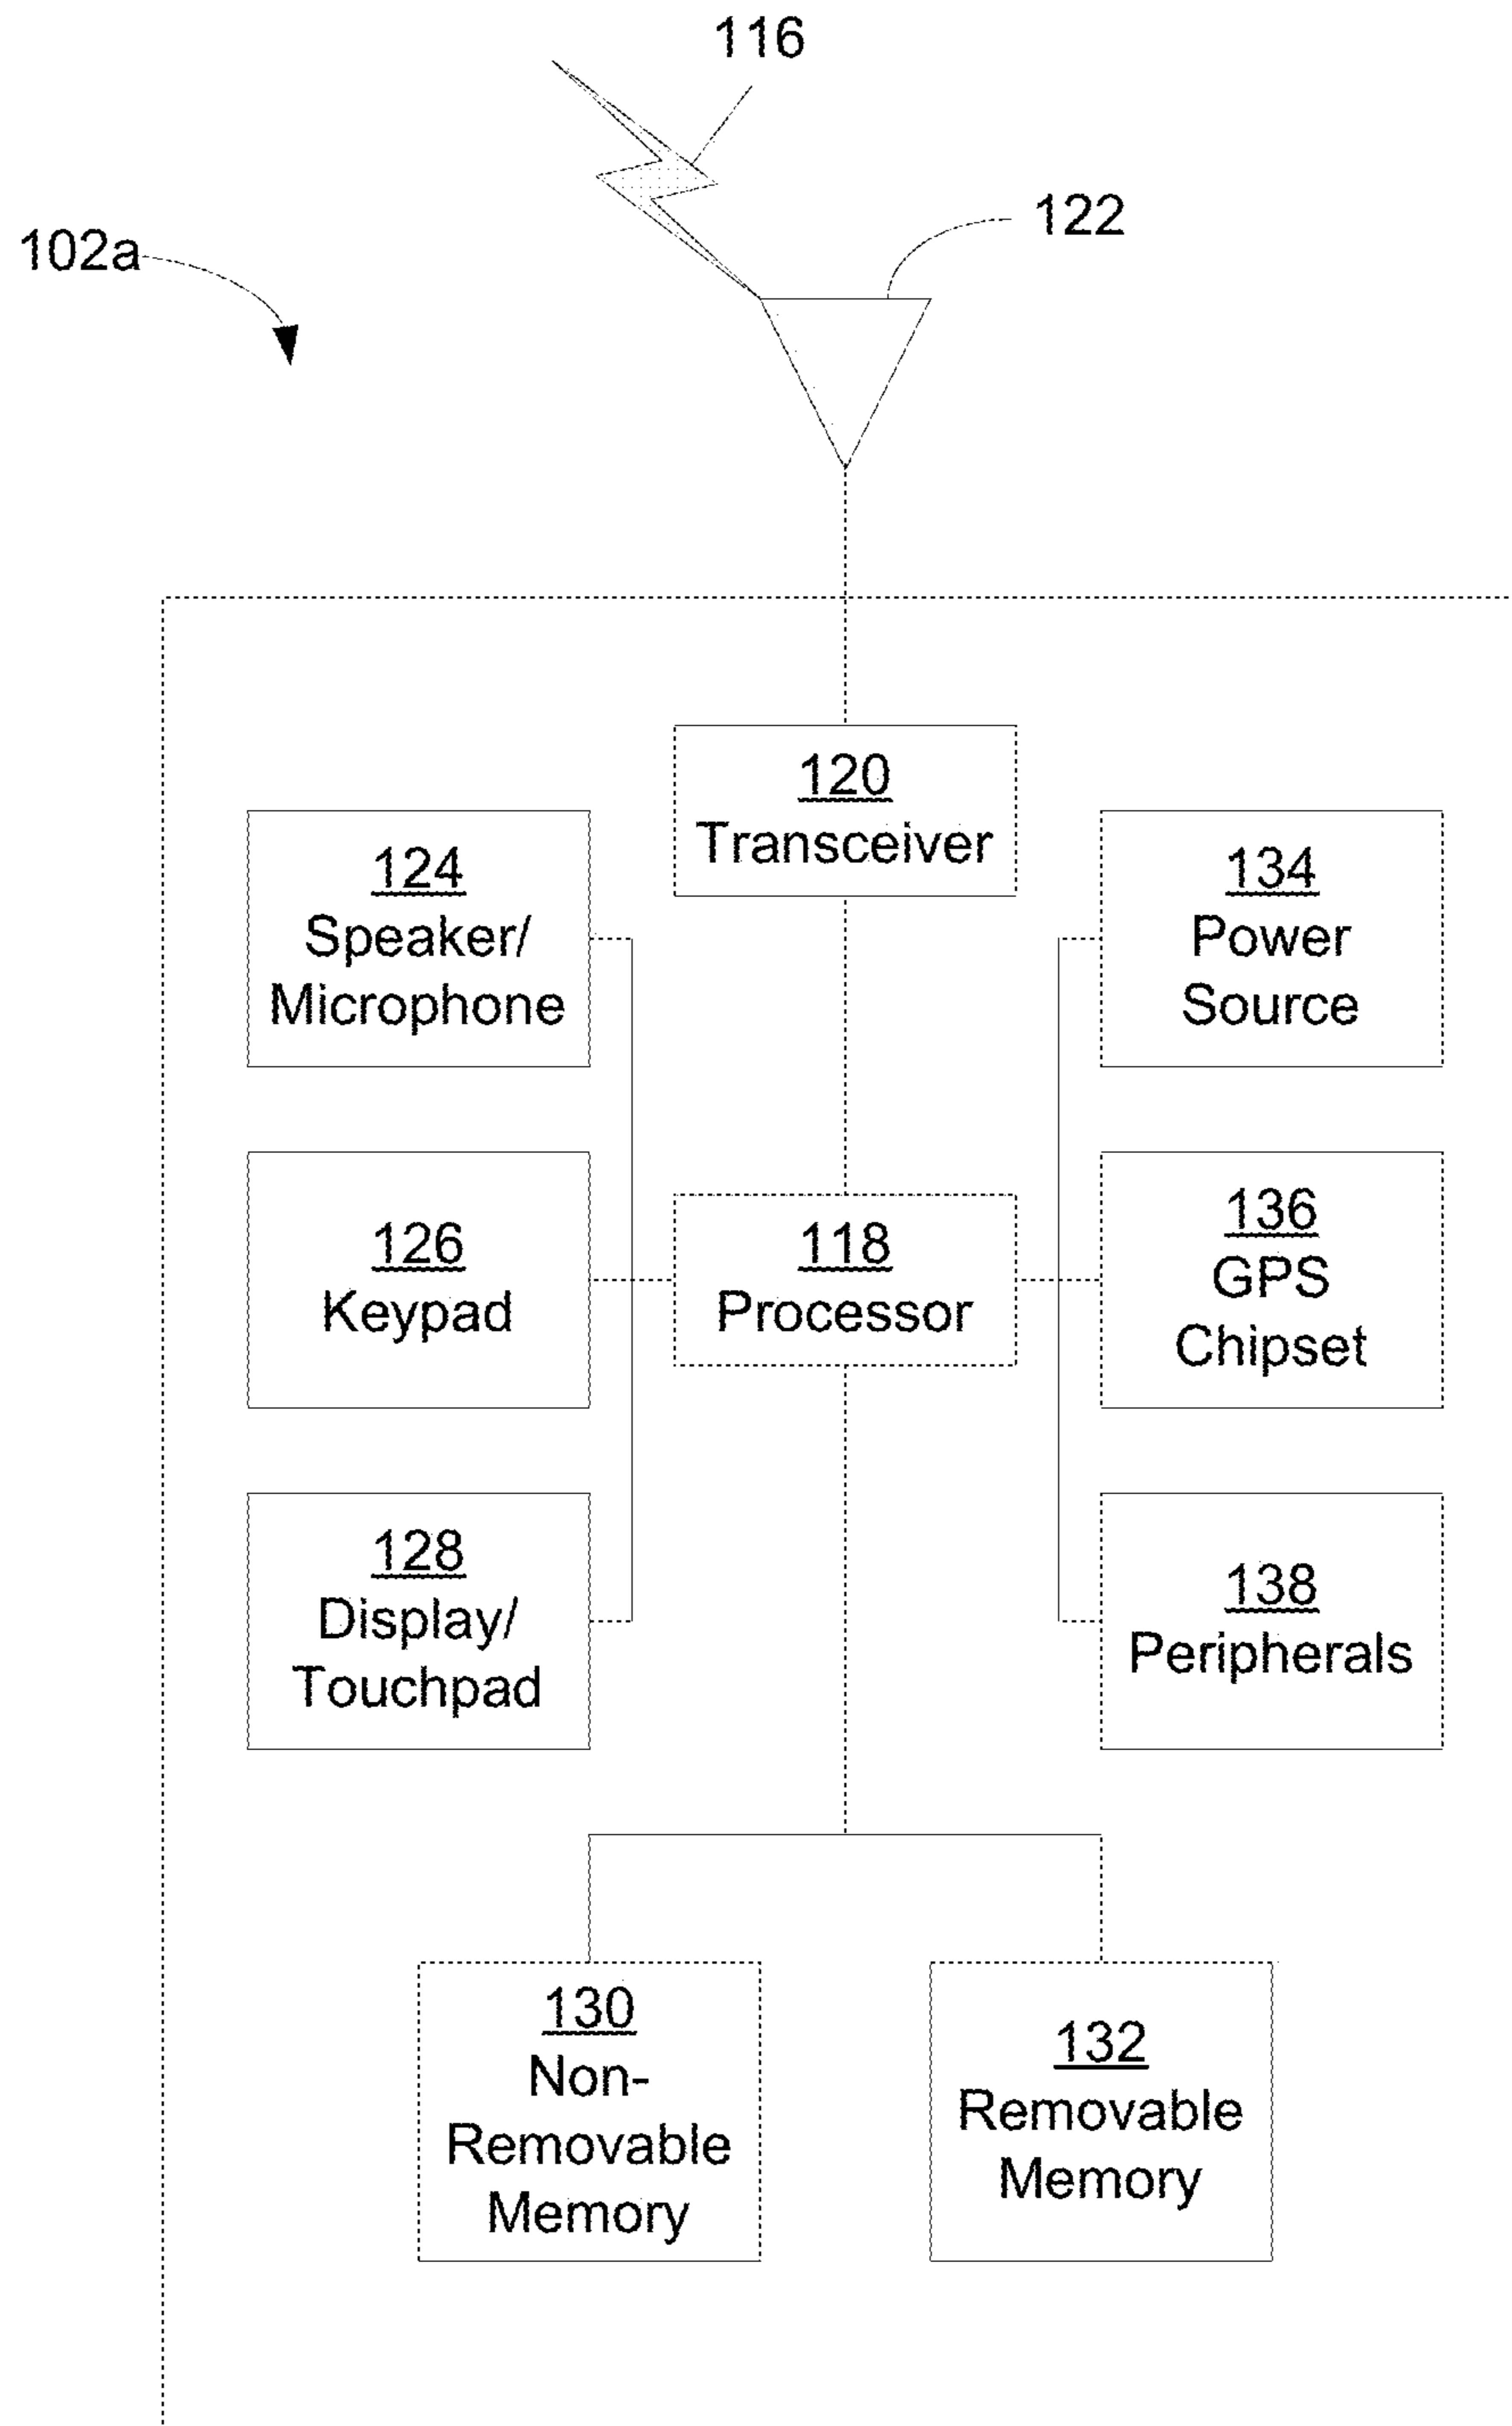 116
122
102a
120
Transceiver
124
Speaker/
Microphone
134
Power
Source
126
Keypad
118
Processor
136
GPS
Chipset
128
Display/
Touchpad
138
Peripherals
130
Non-
Removable
Memory
132
Removable
Memory